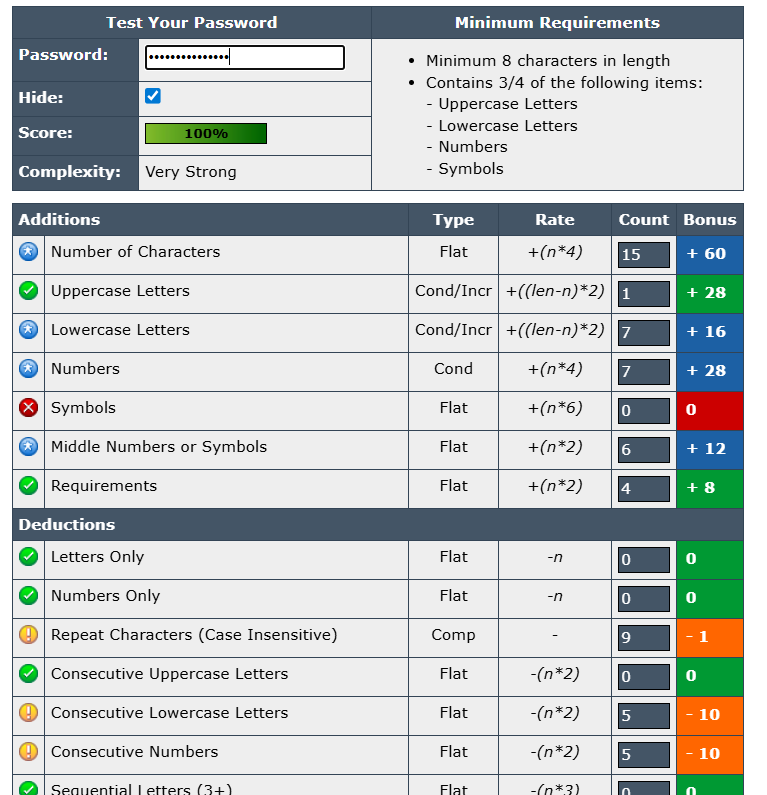 Test Your Password
Minimum Requirements
Password:
•••••••••••••••
Hide:
Score:
100%
Complexity:
Very Strong
• Minimum 8 characters in length
• Contains 3/4 of the following items:
- Uppercase Letters
- Lowercase Letters
- Numbers
- Symbols
Additions Type Rate Count Bonus
Number of Characters Flat +(n*4) 15 + 60
Uppercase Letters Cond/Incr +((len-n)*2) 1 + 28
Lowercase Letters Cond/Incr +((len-n)*2) 7 + 16
Numbers Cond +(n*4) 7 + 28
Symbols Flat +(n*6) 0 0
Middle Numbers or Symbols Flat +(n*2) 6 + 12
Requirements Flat +(n*2) 4 + 8
Deductions
Letters Only Flat -n 0 0
Numbers Only Flat -n 0 0
Repeat Characters (Case Insensitive) Comp - 9 - 1
Consecutive Uppercase Letters Flat -(n*2) 0 0
Consecutive Lowercase Letters Flat -(n*2) 5 - 10
Consecutive Numbers Flat -(n*2) 5 - 10
Sequential Letters (3+) Flat -(n*3) 0 0